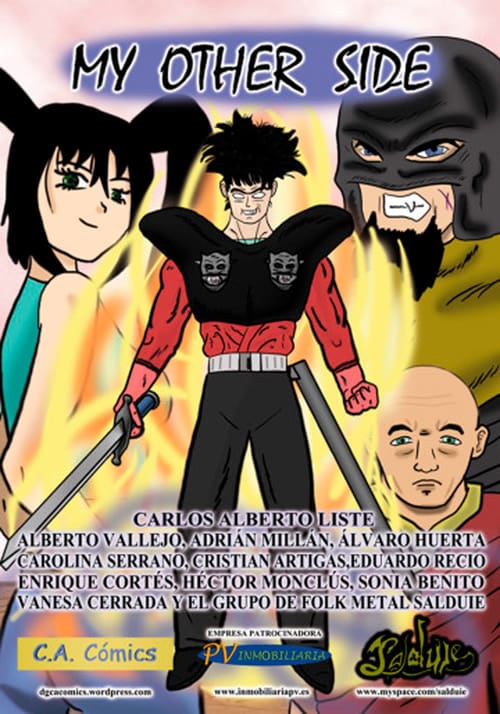 MY OTHER SIDE
CARLOS ALBERTO LISTE
ALBERTO VALLEJO, ADRIÁN MILLÁN, ÁLVARO HUERTA
CAROLINA SERRANO, CRISTIAN ARTIGAS,EDUARDO RECIO
ENRIQUE CORTÉS, HÉCTOR MONCLÚS, SONIA BENITO
VANESA CERRADA Y EL GRUPO DE FOLK METAL SALDUIE
EMPRESA PATROCINADORA
C.A. Cómics
PV INMOBILIARIA
Salduie
dgcacomics.wordpress.com
www.inmobiliariapv.es
www.myspace.com/salduie